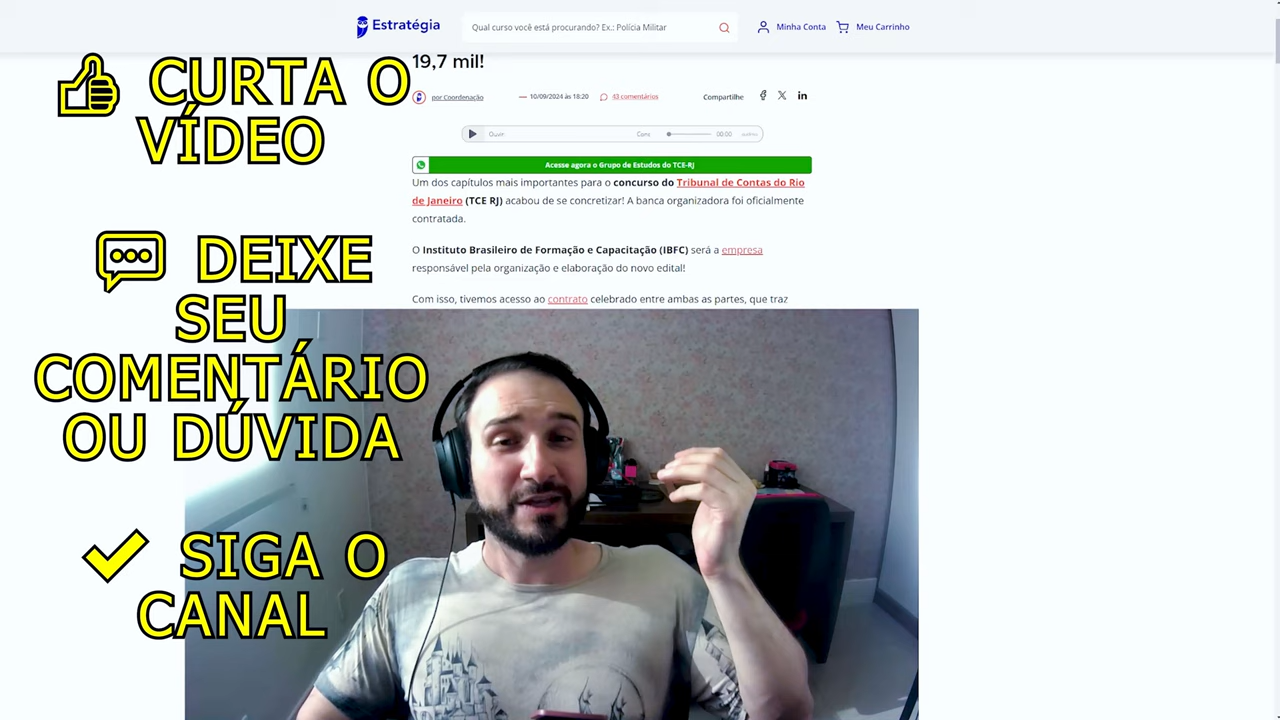 Estratégia
Qual curso você está procurando? Ex.: Polícia Militar
Minha Conta
Meu Carrinho
19,7 mil!
por Coordenação
10/09/2024 às 18:20
43 comentários
Compartilhe
Ouvir
00:00
Acesse agora o Grupo de Estudos do TCE-RJ
Um dos capítulos mais importantes para o concurso do Tribunal de Contas do Rio
de Janeiro (TCE RJ) acabou de se concretizar! A banca organizadora foi oficialmente
contratada.
O Instituto Brasileiro de Formação e Capacitação (IBFC) será a empresa
responsável pela organização e elaboração do novo edital!
Com isso, tivemos acesso ao contrato celebrado entre ambas as partes, que traz
CURTA O
VÍDEO
DEIXE
SEU
COMENTÁRIO
OU DÚVIDA
SIGA O
CANAL